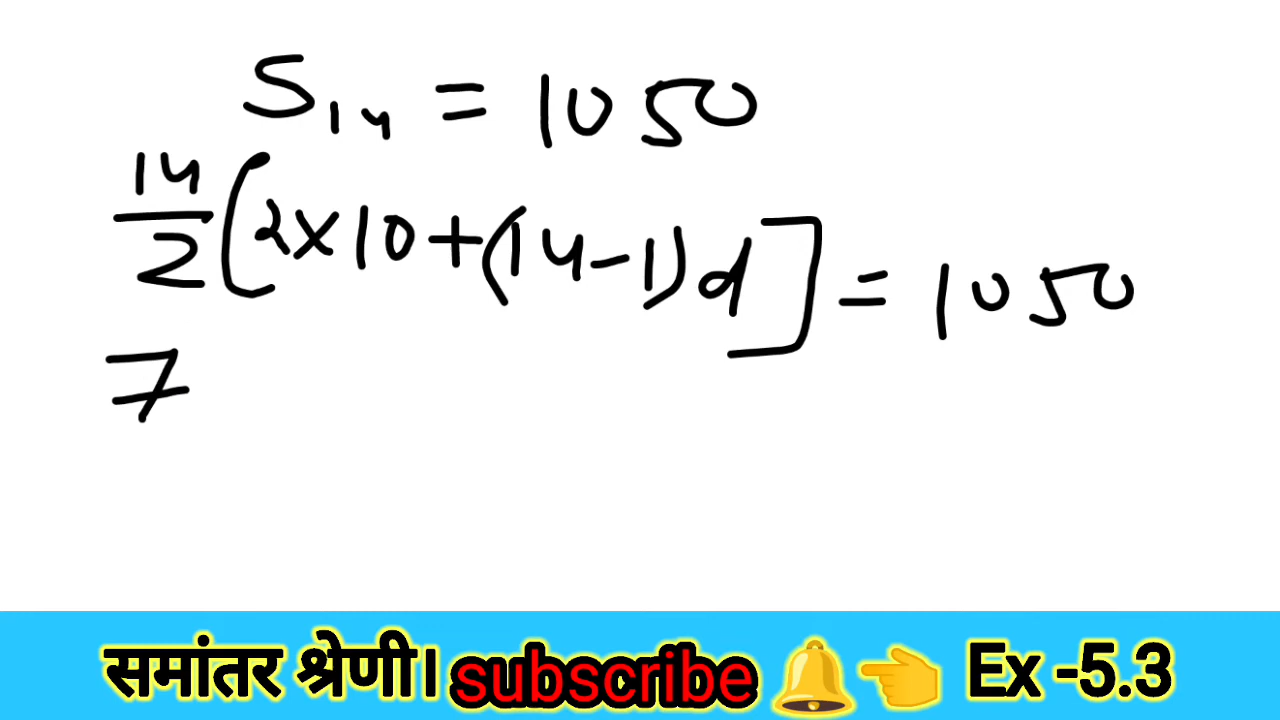 S₁₄ = 1050
14/2 [2×10+(14-1)d] = 1050
7
समांतर श्रेणी। subscribe 🔔👈 Ex -5.3